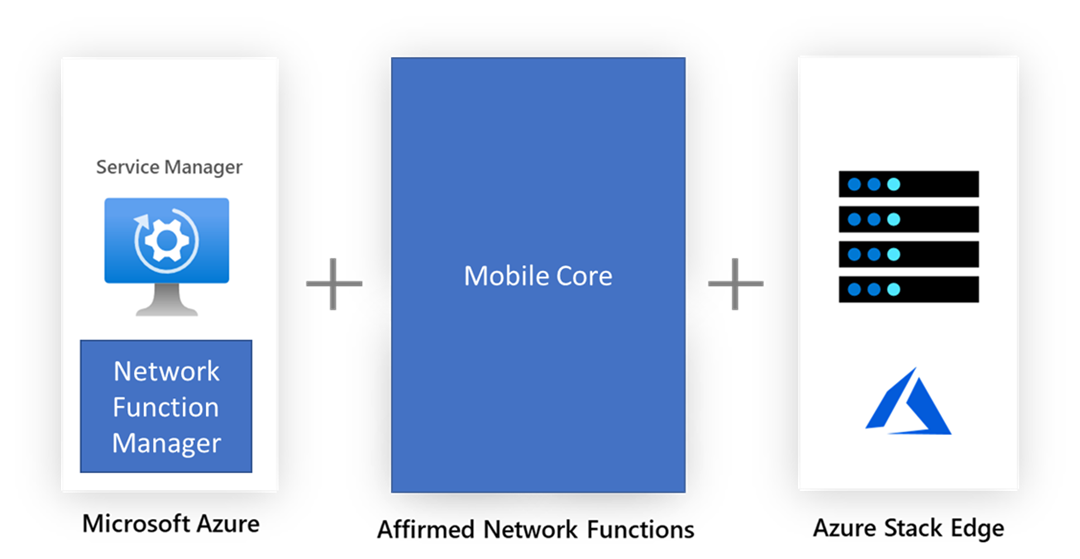 Service Manager
Network
Function
Manager
Microsoft Azure
Mobile Core
Affirmed Network Functions
Azure Stack Edge